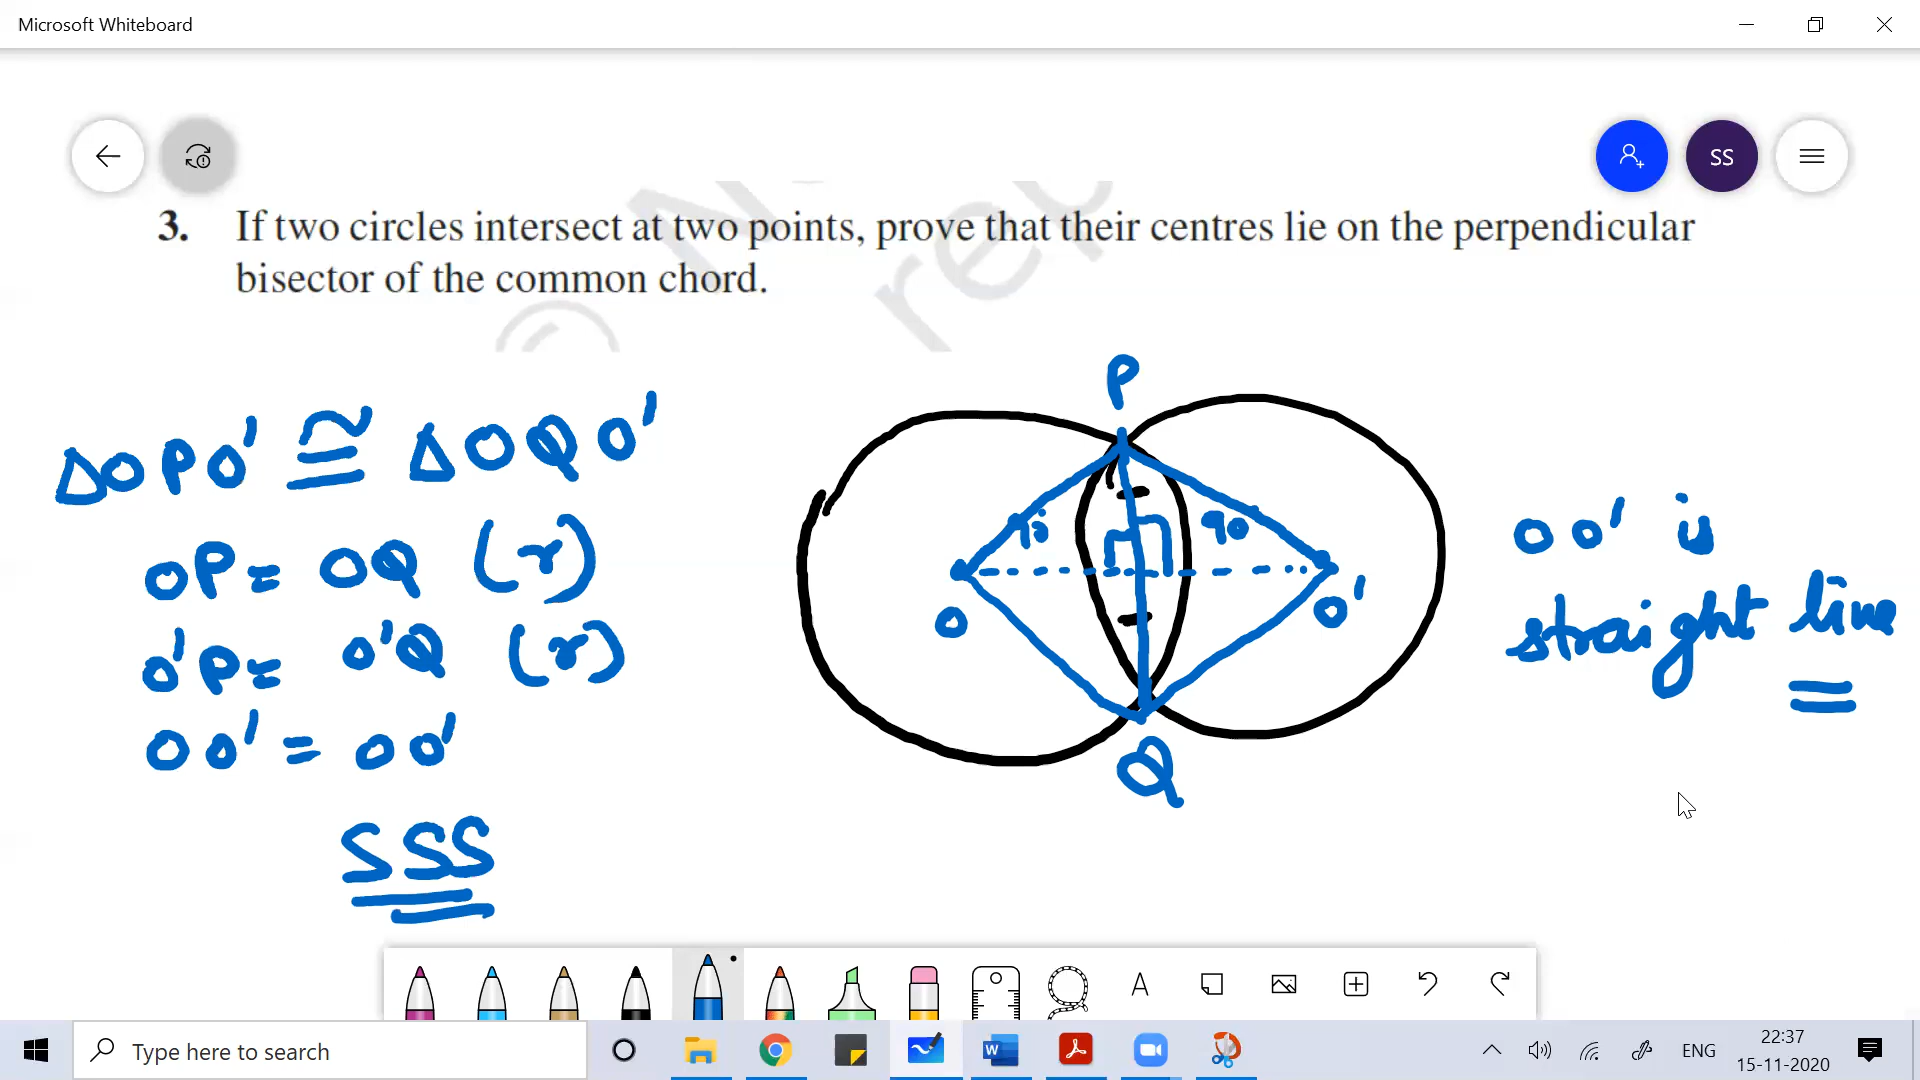 Microsoft Whiteboard
SS
3. If two circles intersect at two points, prove that their centres lie on the perpendicular
bisector of the common chord.
ΔOPO' ≅ ΔOQO'
OP = OQ (r)
O'P = O'Q (r)
OO' = OO'
SSS
P
90
O
O'
Q
OO' is
straight line
A
Type here to search
ENG
22:37
15-11-2020